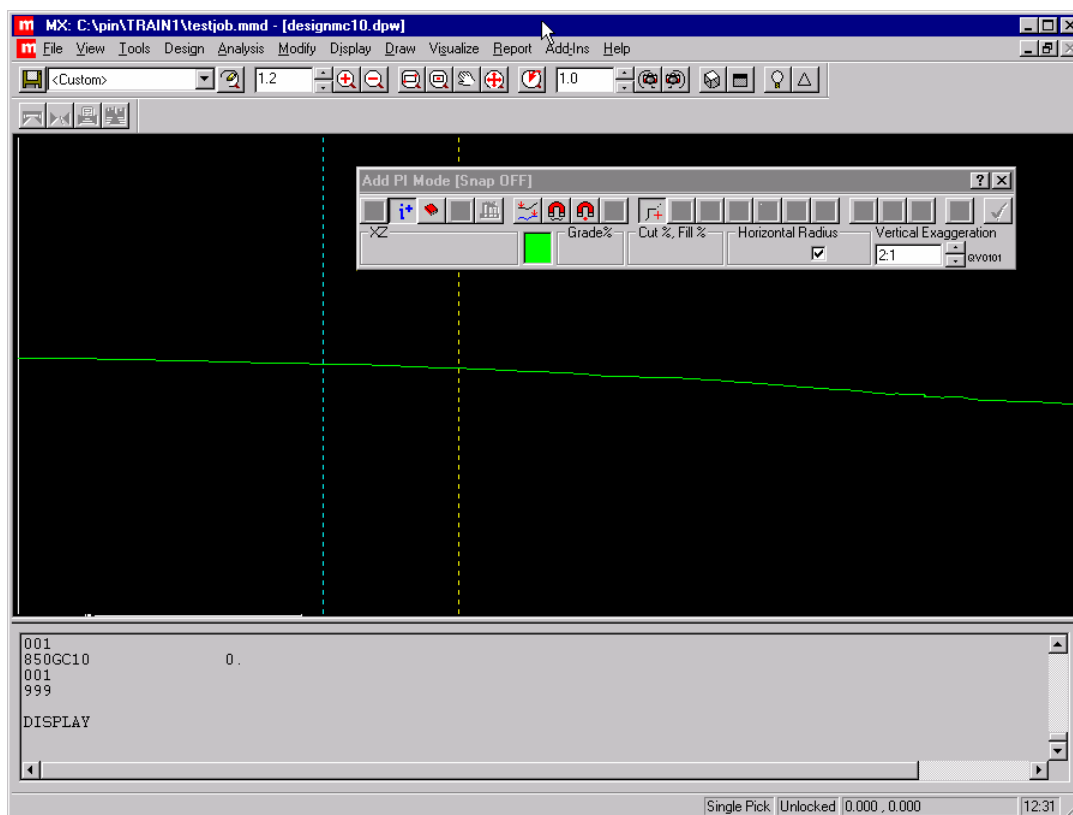 m MX: C:\pin\TRAIN1\testjob.mmd - [designmc10.dpw]
m File View Tools Design Analysis Modify Display Draw Visualize Report Add-Ins Help
<Custom> 1.2 1.0
Add PI Mode [Snap OFF]
i+
XZ Grade% Cut %, Fill % Horizontal Radius Vertical Exaggeration
2:1 QV0101
001
850GC10 0.
001
999
DISPLAY
Single Pick Unlocked 0.000 , 0.000 12:31